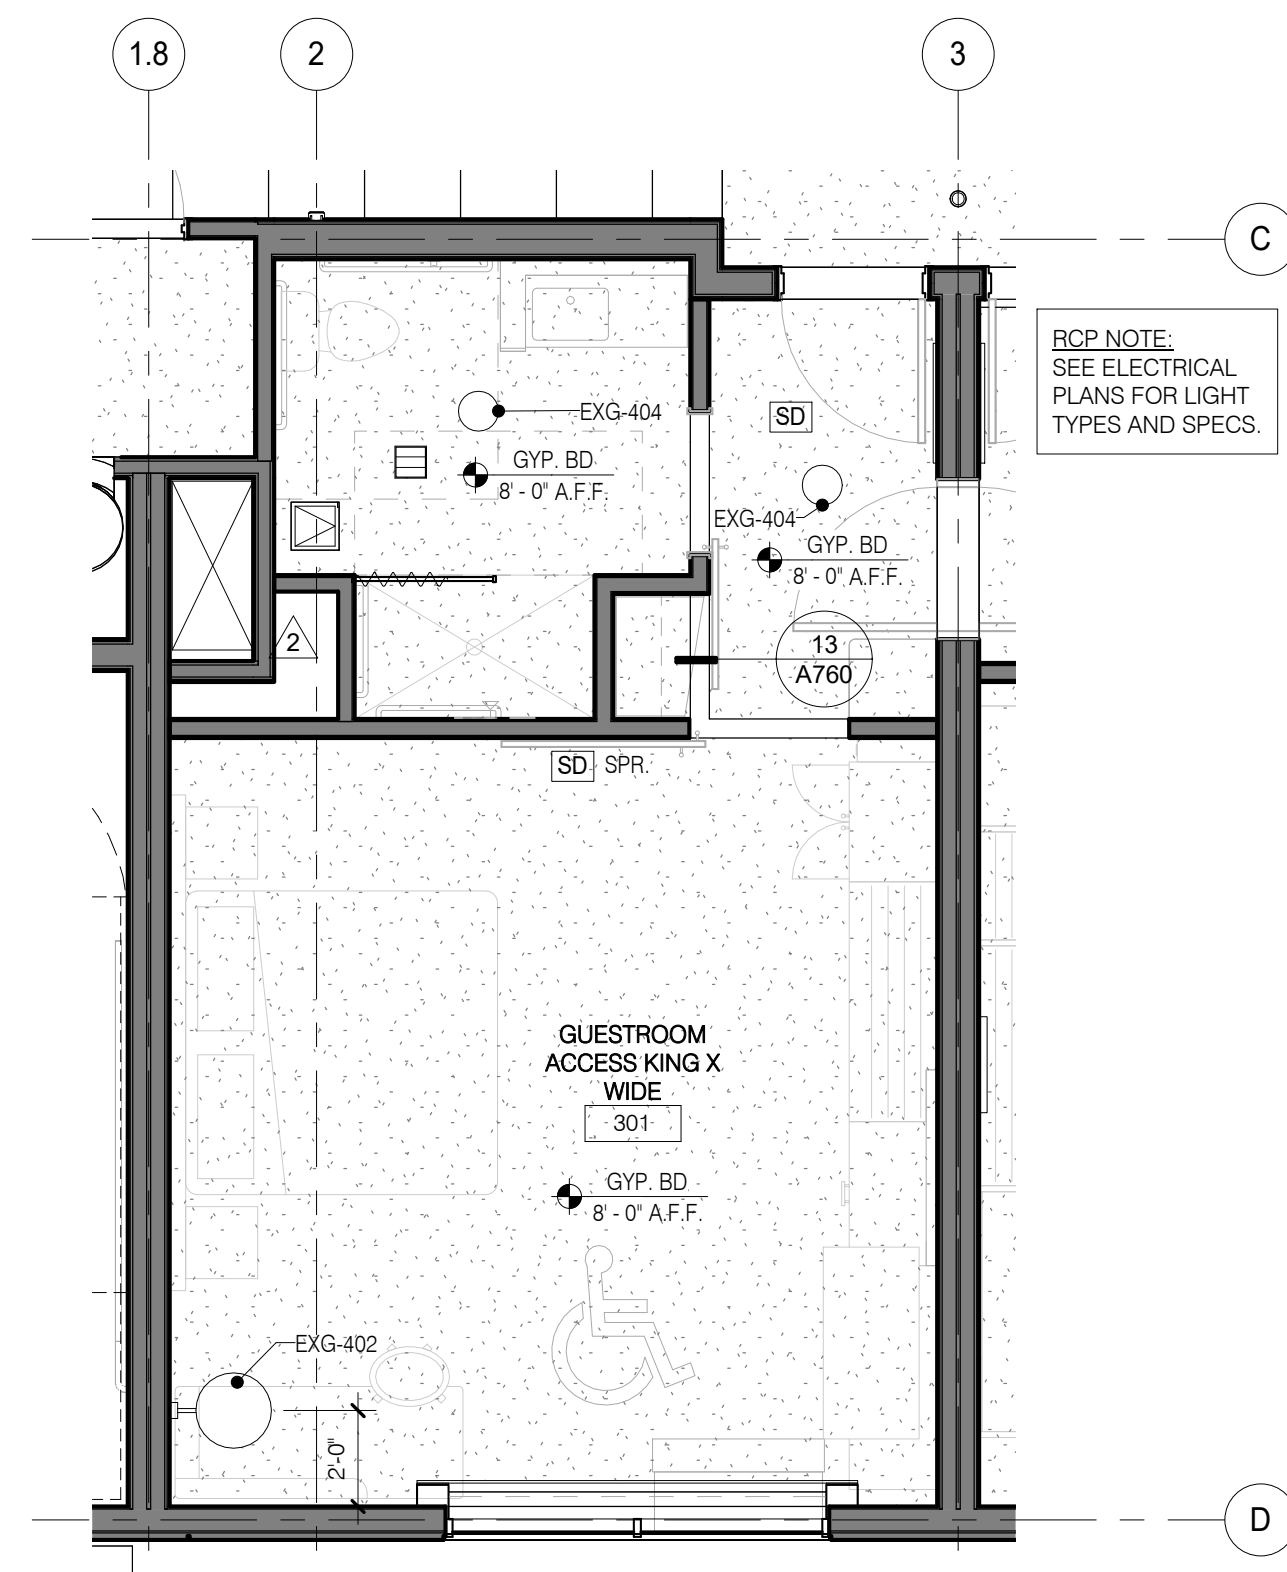 1.8
2
3
C
RCP NOTE:
SEE ELECTRICAL
PLANS FOR LIGHT
TYPES AND SPECS.
EXG-404
SD
GYP. BD
8' - 0" A.F.F.
EXG-404
GYP. BD
8' - 0" A.F.F.
2
13
A760
SD SPR.
GUESTROOM
ACCESS KING X
WIDE
301
GYP. BD
8' - 0" A.F.F.
EXG-402
2'-0"
D